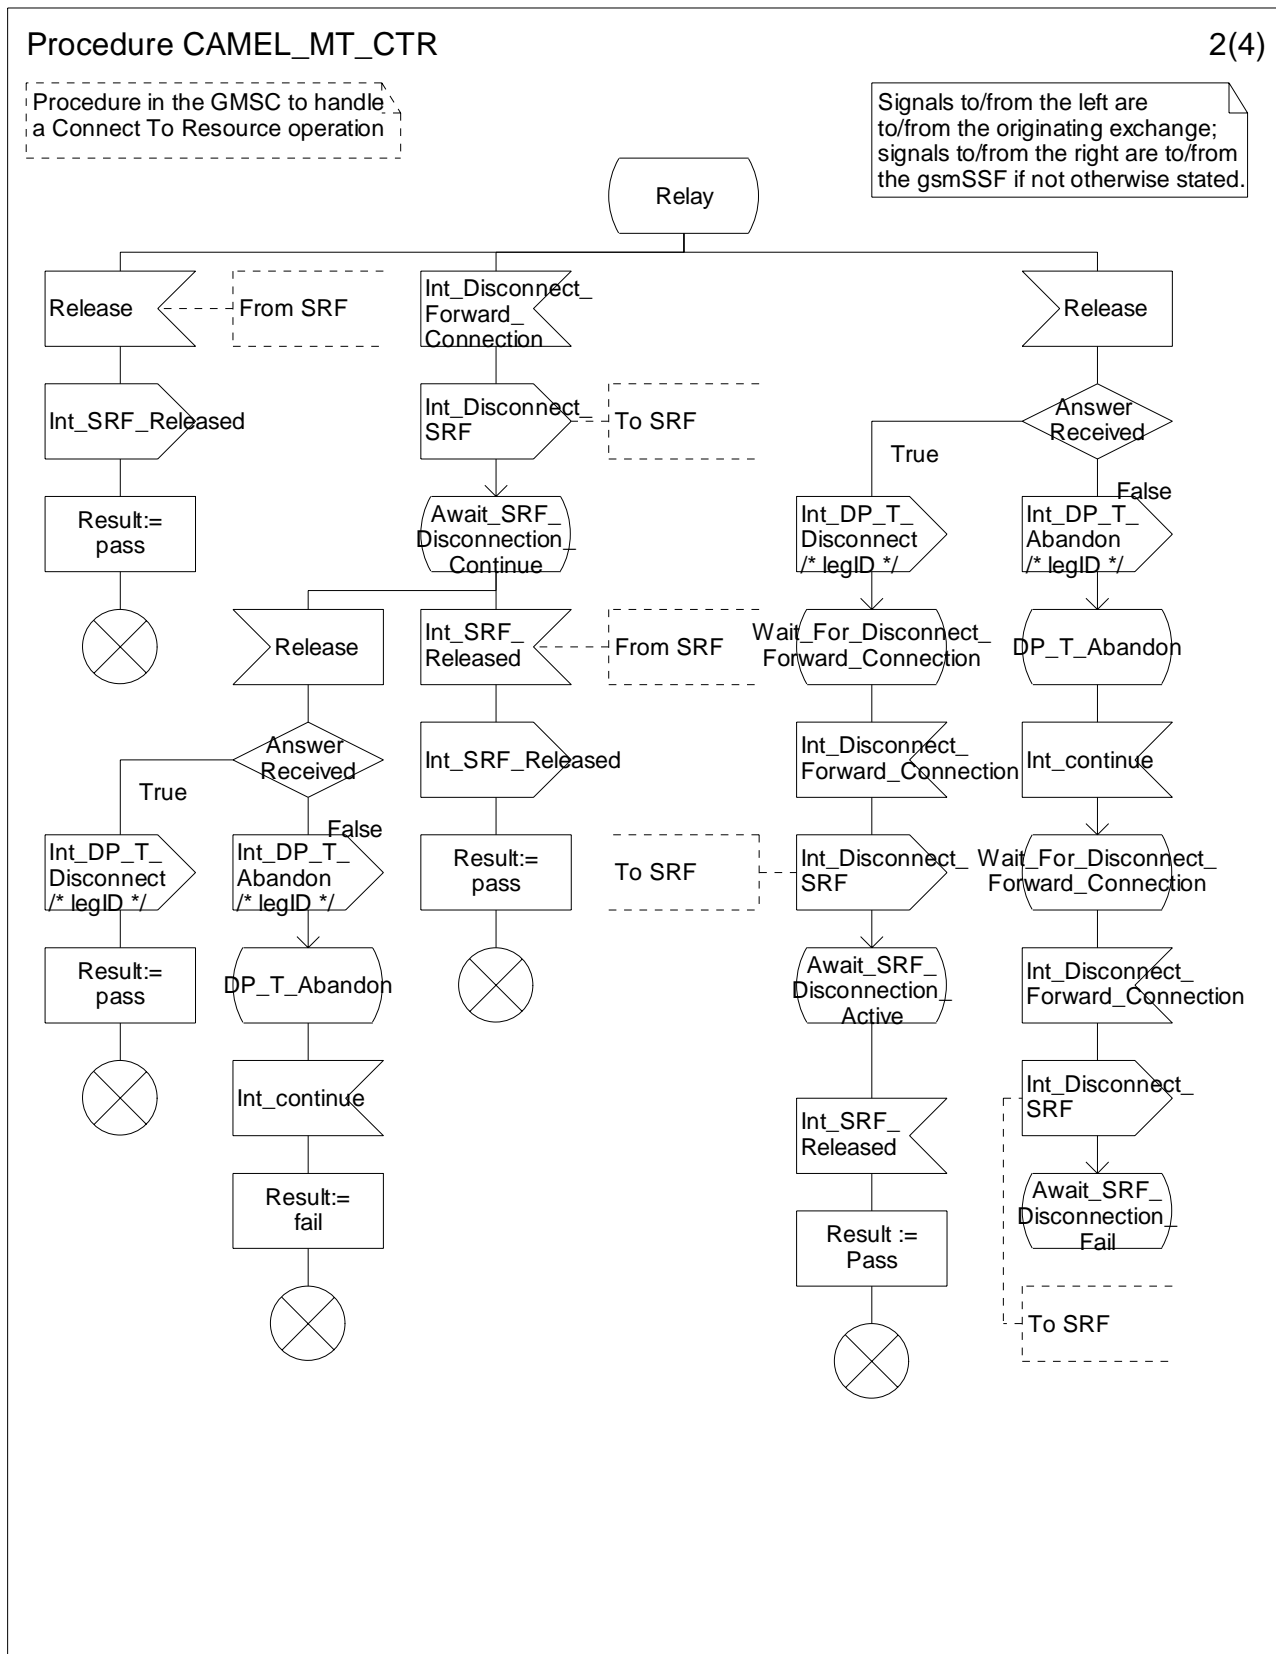 Procedure CAMEL_MT_CTR
2(4)
Procedure in the GMSC to handle
a Connect To Resource operation
Signals to/from the left are
to/from the originating exchange;
signals to/from the right are to/from
the gsmSSF if not otherwise stated.
Relay
Release
From SRF
Int_Disconnect_
Forward_
Connection
Release
Int_SRF_Released
Int_Disconnect_
SRF
To SRF
Answer
Received
True
False
Result:=
pass
Await_SRF_
Disconnection_
Continue
Int_DP_T_
Disconnect
/* legID */
Int_DP_T_
Abandon
/* legID */
Release
Int_SRF_
Released
From SRF
Wait_For_Disconnect_
Forward_Connection
DP_T_Abandon
Answer
Received
True
False
Int_SRF_Released
Int_Disconnect_
Forward_Connection
Int_continue
Int_DP_T_
Disconnect
/* legID */
Int_DP_T_
Abandon
/* legID */
Result:=
pass
To SRF
Int_Disconnect_
SRF
Wait_For_Disconnect_
Forward_Connection
Result:=
pass
DP_T_Abandon
Await_SRF_
Disconnection_
Active
Int_Disconnect_
Forward_Connection
Int_continue
Int_SRF_
Released
Int_Disconnect_
SRF
Result:=
fail
Result :=
Pass
Await_SRF_
Disconnection_
Fail
To SRF